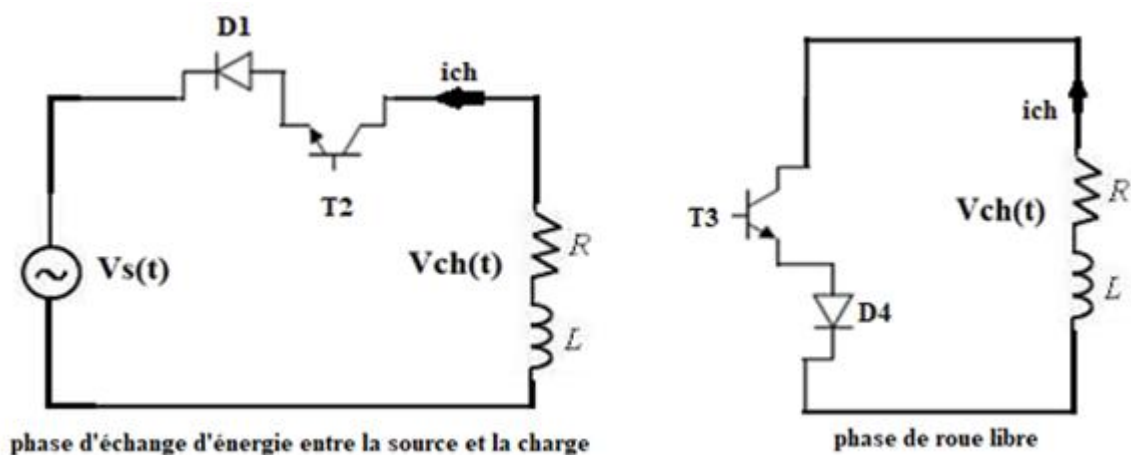 D1
ich
T2
Vs(t)
Vch(t)
R
L
phase d'échange d'énergie entre la source et la charge
ich
T3
Vch(t)
R
D4
L
phase de roue libre